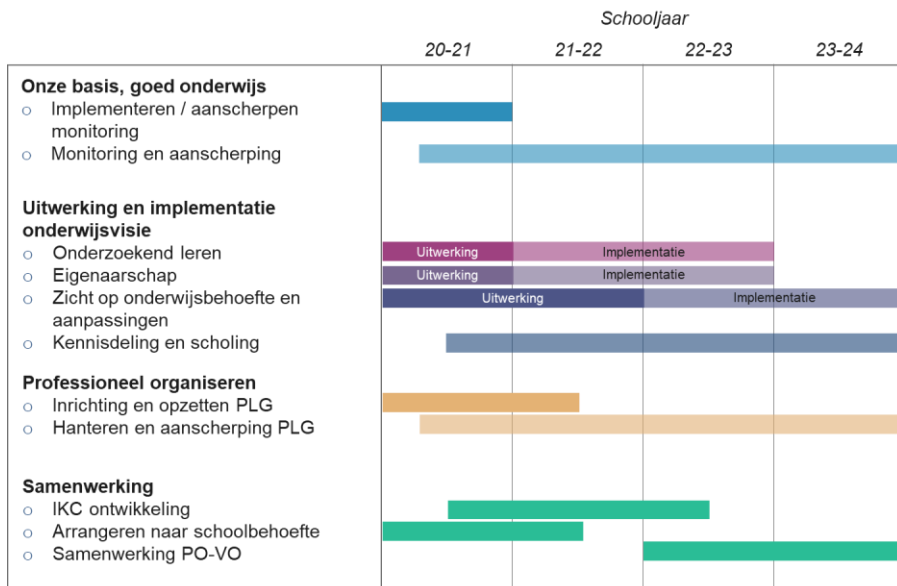 Schooljaar
20-21 21-22 22-23 23-24
Onze basis, goed onderwijs
o Implementeren / aanscherpen
monitoring
o Monitoring en aanscherping
Uitwerking en implementatie
onderwijsvisie
o Onderzoekend leren Uitwerking Implementatie
o Eigenaarschap Uitwerking Implementatie
o Zicht op onderwijsbehoefte en Uitwerking Implementatie
aanpassingen
o Kennisdeling en scholing
Professioneel organiseren
o Inrichting en opzetten PLG
o Hanteren en aanscherping PLG
Samenwerking
o IKC ontwikkeling
o Arrangeren naar schoolbehoefte
o Samenwerking PO-VO